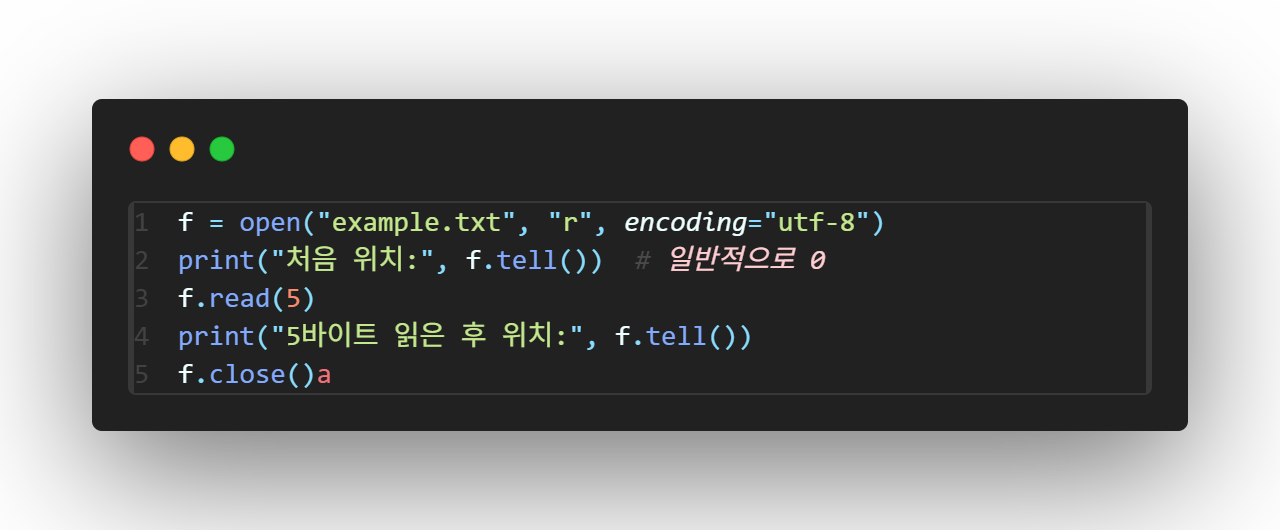 1 f = open("example.txt", "r", encoding="utf-8")
2 print("처음 위치:", f.tell())  # 일반적으로 0
3 f.read(5)
4 print("5바이트 읽은 후 위치:", f.tell())
5 f.close()a